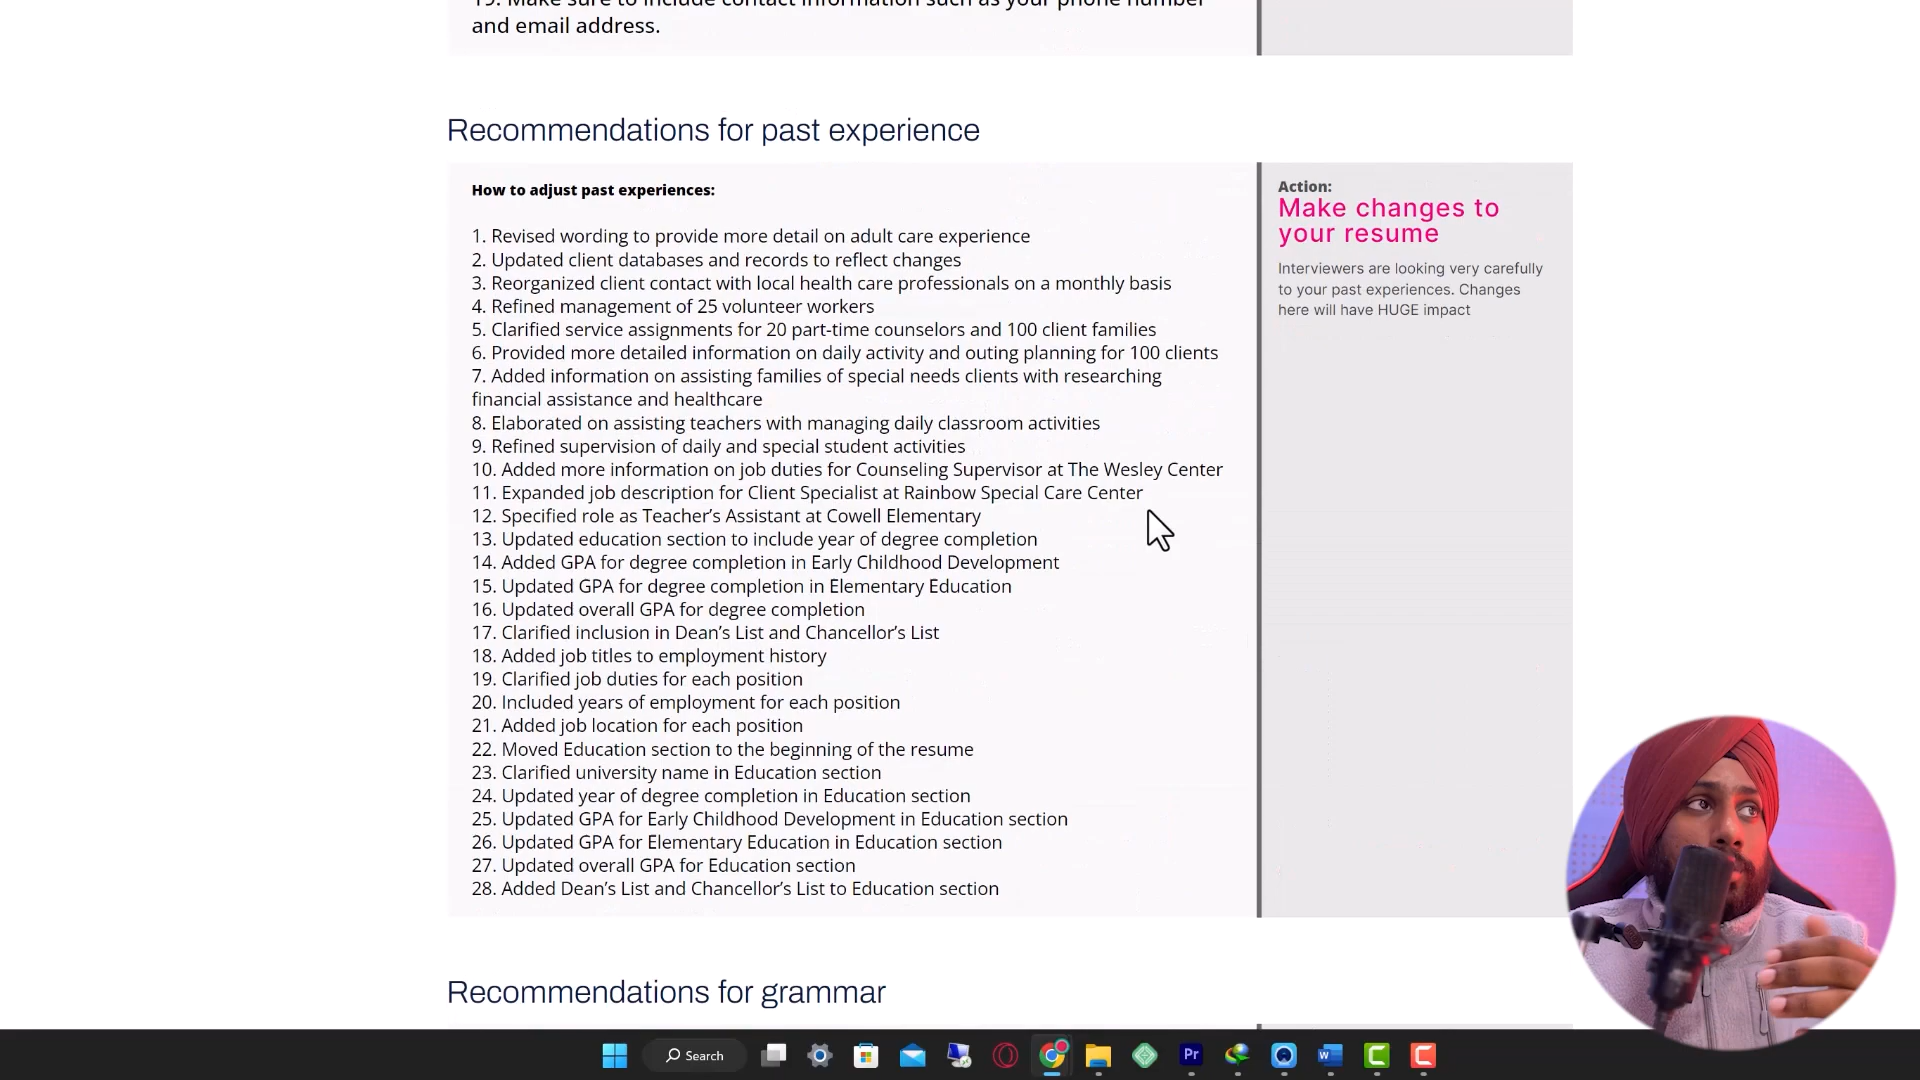 19. Make sure to include contact information such as your phone number
and email address.
Recommendations for past experience
How to adjust past experiences:
1. Revised wording to provide more detail on adult care experience
2. Updated client databases and records to reflect changes
3. Reorganized client contact with local health care professionals on a monthly basis
4. Refined management of 25 volunteer workers
5. Clarified service assignments for 20 part-time counselors and 100 client families
6. Provided more detailed information on daily activity and outing planning for 100 clients
7. Added information on assisting families of special needs clients with researching
financial assistance and healthcare
8. Elaborated on assisting teachers with managing daily classroom activities
9. Refined supervision of daily and special student activities
10. Added more information on job duties for Counseling Supervisor at The Wesley Center
11. Expanded job description for Client Specialist at Rainbow Special Care Center
12. Specified role as Teacher’s Assistant at Cowell Elementary
13. Updated education section to include year of degree completion
14. Added GPA for degree completion in Early Childhood Development
15. Updated GPA for degree completion in Elementary Education
16. Updated overall GPA for degree completion
17. Clarified inclusion in Dean’s List and Chancellor’s List
18. Added job titles to employment history
19. Clarified job duties for each position
20. Included years of employment for each position
21. Added job location for each position
22. Moved Education section to the beginning of the resume
23. Clarified university name in Education section
24. Updated year of degree completion in Education section
25. Updated GPA for Early Childhood Development in Education section
26. Updated GPA for Elementary Education in Education section
27. Updated overall GPA for Education section
28. Added Dean’s List and Chancellor’s List to Education section
Action:
Make changes to
your resume
Interviewers are looking very carefully
to your past experiences. Changes
here will have HUGE impact
Recommendations for grammar
Search
Pr
W
C
C